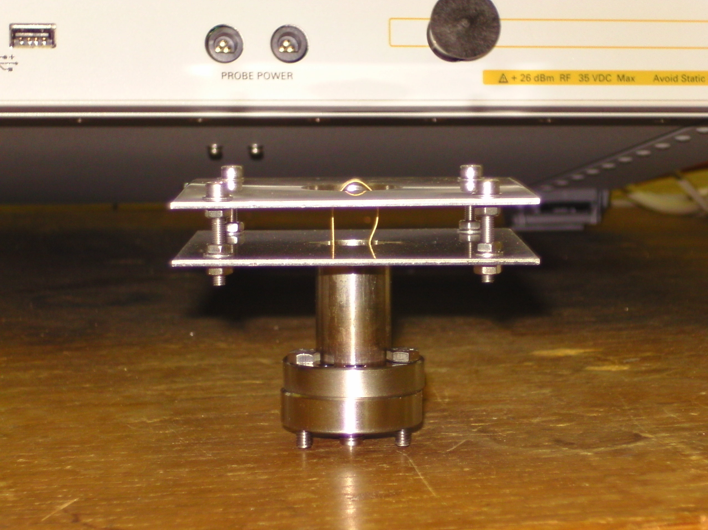 PROBE POWER
⚠ + 26 dBm RF 35 VDC Max Avoid Static